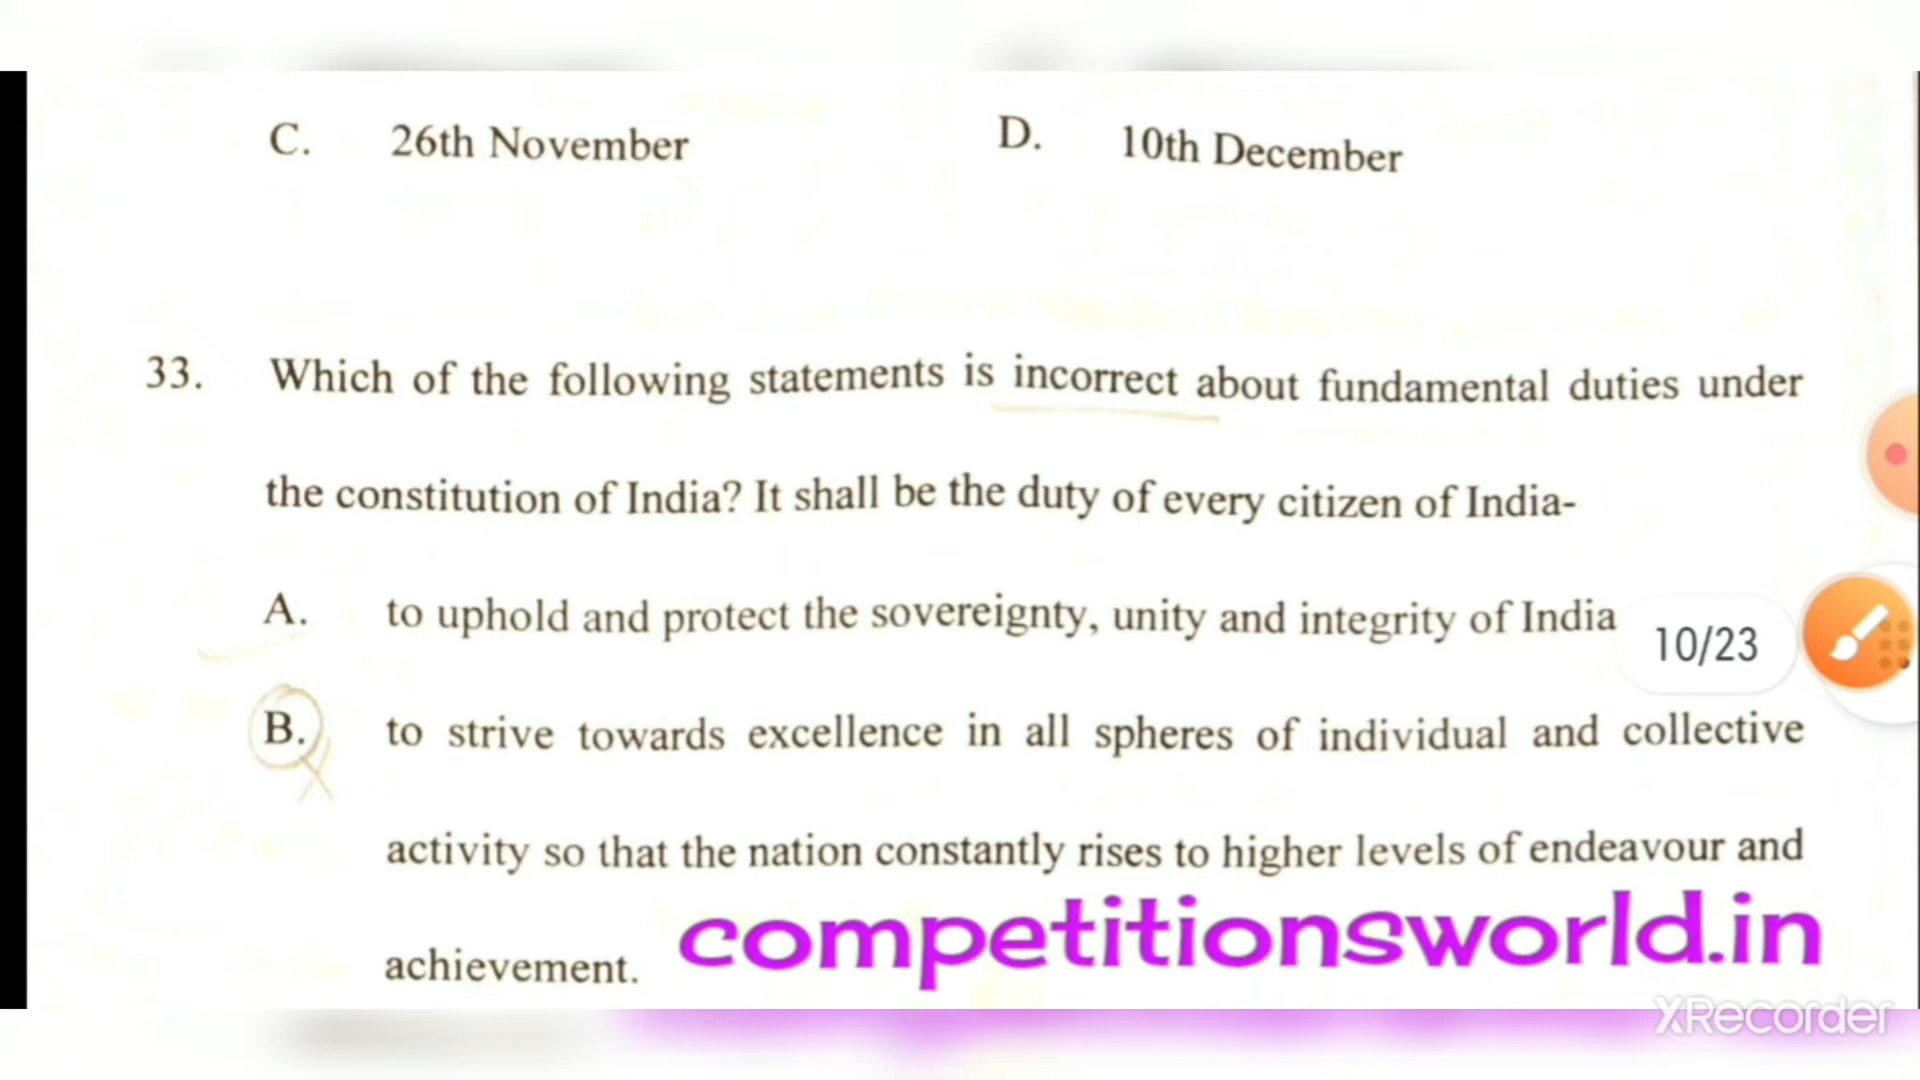 C. 26th November D. 10th December
33. Which of the following statements is incorrect about fundamental duties under
the constitution of India? It shall be the duty of every citizen of India-
A. to uphold and protect the sovereignty, unity and integrity of India
10/23
B. to strive towards excellence in all spheres of individual and collective
activity so that the nation constantly rises to higher levels of endeavour and
achievement.
competitionsworld.in
XRecorder